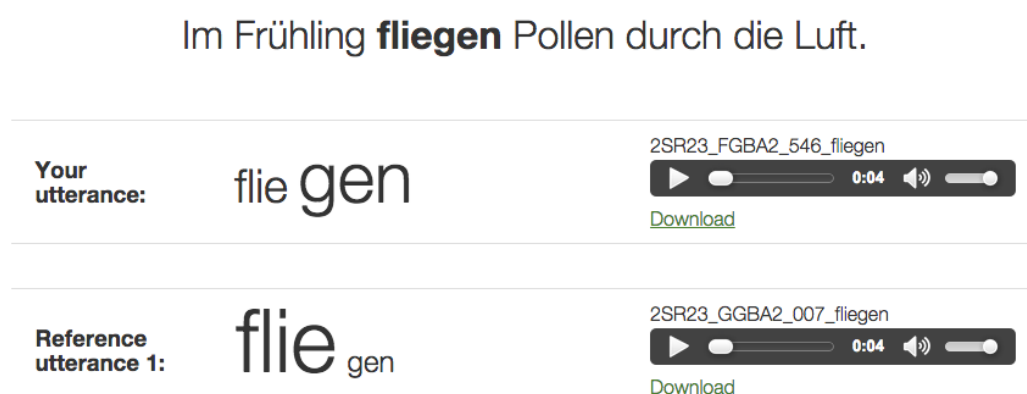 Im Frühling fliegen Pollen durch die Luft.
Your
utterance:
flie gen
2SR23_FGBA2_546_fliegen
0:04
Download
Reference
utterance 1:
flie gen
2SR23_GGBA2_007_fliegen
0:04
Download